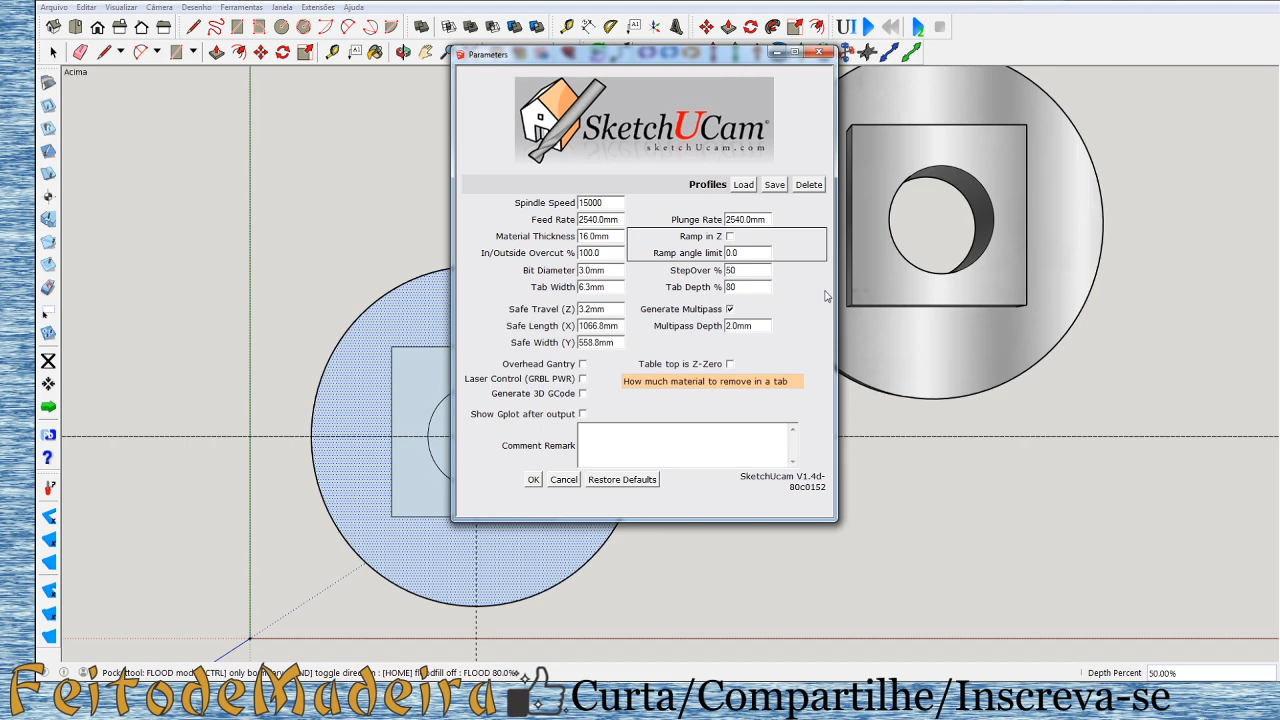 Arquivo Editar Visualizar Câmera Desenho Ferramentas Janela Extensões Ajuda
UI
Acima
Parameters
SketchUCam
sketchUcam.com
Profiles Load Save Delete
Spindle Speed 15000
Feed Rate 2540.0mm Plunge Rate 2540.0mm
Material Thickness 16.0mm Ramp in Z
In/Outside Overcut % 100.0 Ramp angle limit 0.0
Bit Diameter 3.0mm StepOver % 50
Tab Width 6.3mm Tab Depth % 80
Safe Travel (Z) 3.2mm Generate Multipass
Safe Length (X) 1066.8mm Multipass Depth 2.0mm
Safe Width (Y) 558.8mm
Overhead Gantry Table top is Z-Zero
Laser Control (GRBL PWR) How much material to remove in a tab
Generate 3D GCode
Show Gplot after output
Comment Remark
OK Cancel Restore Defaults
SketchUcam V1.4d-
80c0152
toggle FLOOD 80.0% Depth Percent 50.00%
FeitodeMadeira Curta/Compartilhe/Inscreva-se